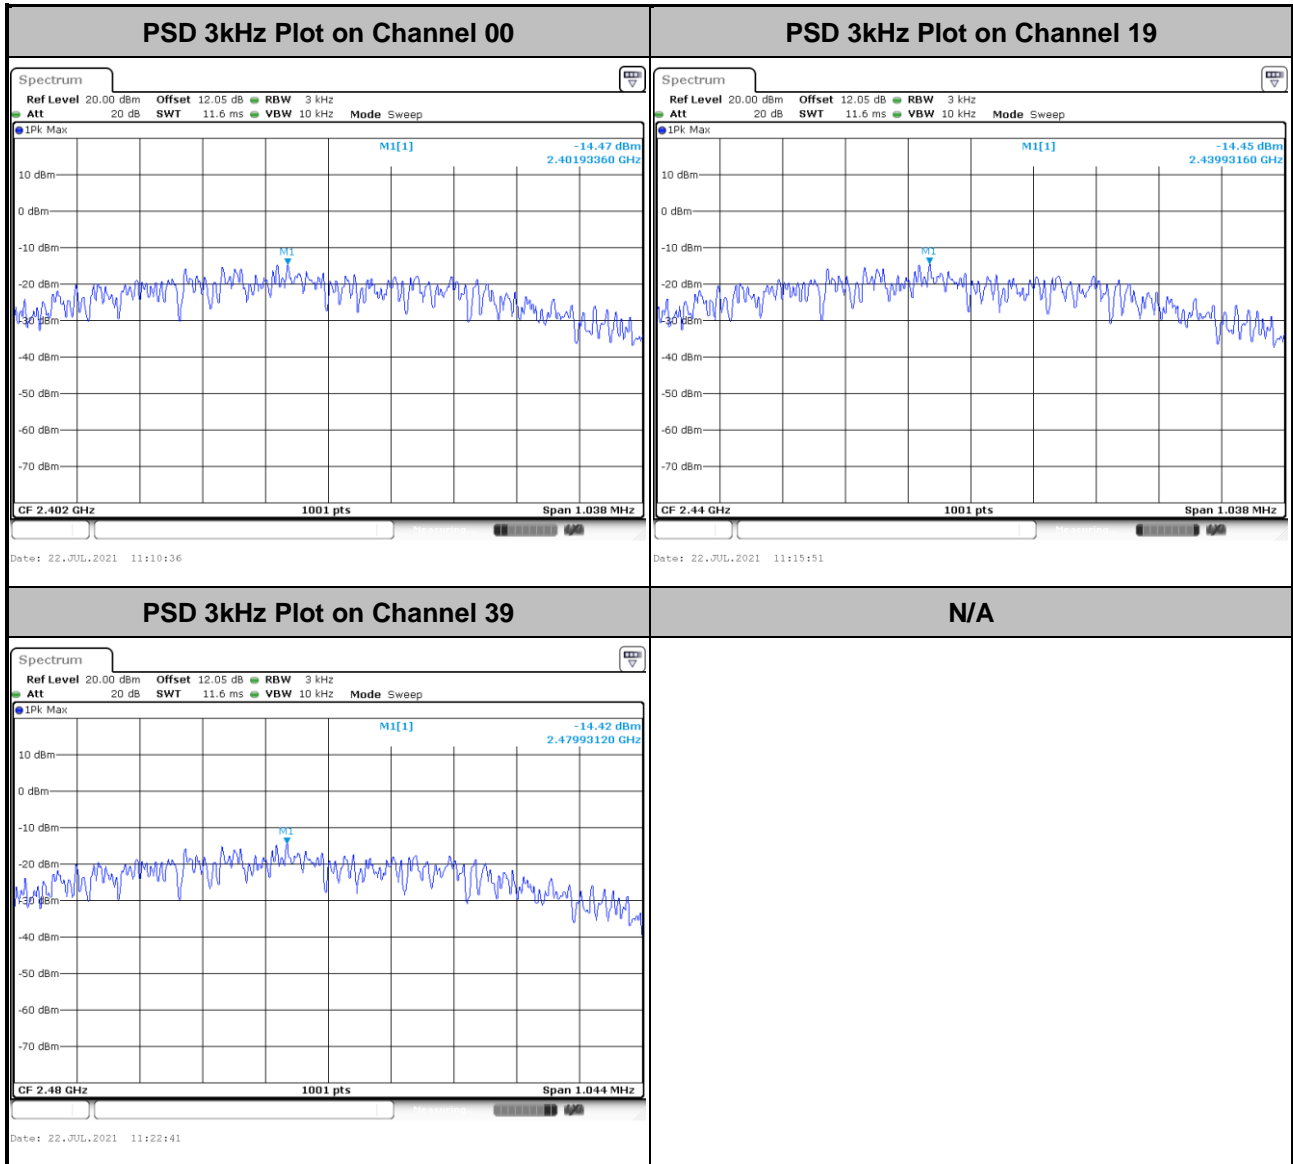 PSD 3kHz Plot on Channel 00
Spectrum
Ref Level 20.00 dBm Offset 12.05 dB RBW 3 kHz
Att 20 dB SWT 11.6 ms VBW 10 kHz Mode Sweep
1Pk Max
M1[1] -14.47 dBm
2.40193360 GHz
10 dBm
0 dBm
-10 dBm
M1
-20 dBm
-30 dBm
-40 dBm
-50 dBm
-60 dBm
-70 dBm
CF 2.402 GHz 1001 pts Span 1.038 MHz
Measuring...
Date: 22.JUL.2021 11:10:36
PSD 3kHz Plot on Channel 19
Spectrum
Ref Level 20.00 dBm Offset 12.05 dB RBW 3 kHz
Att 20 dB SWT 11.6 ms VBW 10 kHz Mode Sweep
1Pk Max
M1[1] -14.45 dBm
2.43993160 GHz
10 dBm
0 dBm
-10 dBm
M1
-20 dBm
-30 dBm
-40 dBm
-50 dBm
-60 dBm
-70 dBm
CF 2.44 GHz 1001 pts Span 1.038 MHz
Measuring...
Date: 22.JUL.2021 11:15:51
PSD 3kHz Plot on Channel 39
Spectrum
Ref Level 20.00 dBm Offset 12.05 dB RBW 3 kHz
Att 20 dB SWT 11.6 ms VBW 10 kHz Mode Sweep
1Pk Max
M1[1] -14.42 dBm
2.47993120 GHz
10 dBm
0 dBm
-10 dBm
M1
-20 dBm
-30 dBm
-40 dBm
-50 dBm
-60 dBm
-70 dBm
CF 2.48 GHz 1001 pts Span 1.044 MHz
Measuring...
Date: 22.JUL.2021 11:22:41
N/A